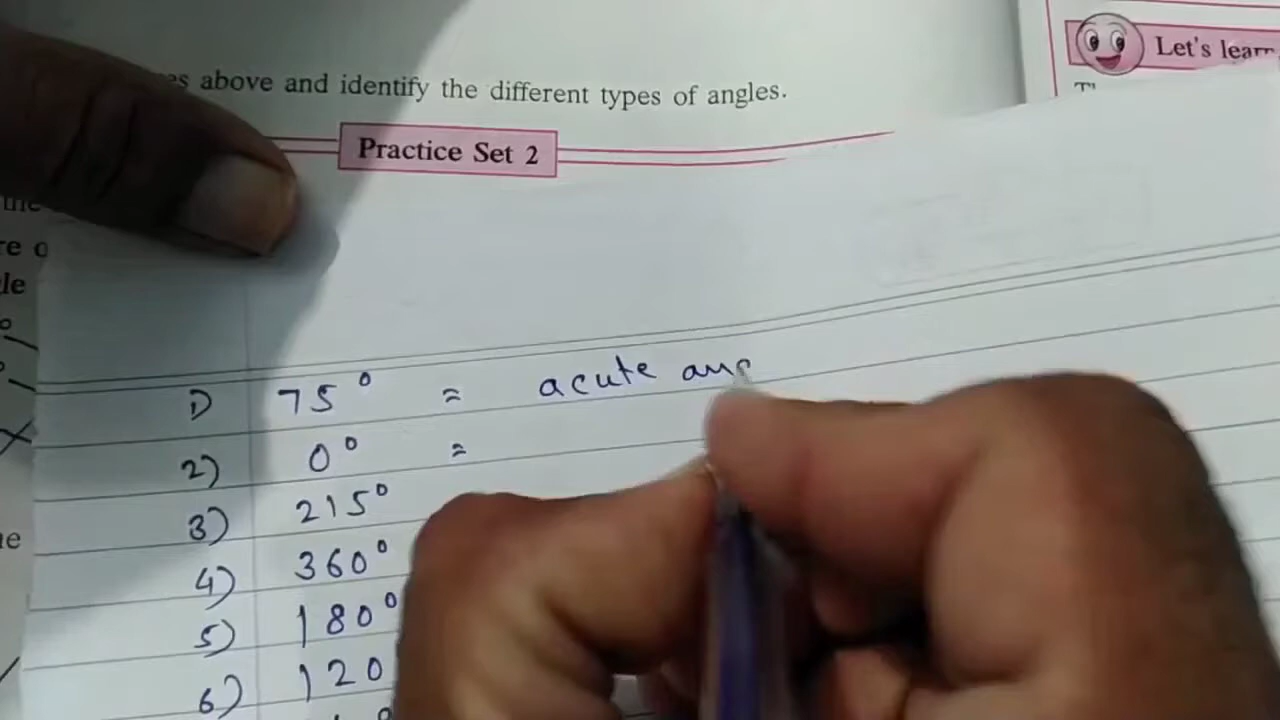 above and identify the different types of angles.
Let's learn
Practice Set 2
1) 75° = acute ang
2) 0° =
3) 215°
4) 360°
5) 180°
6) 120